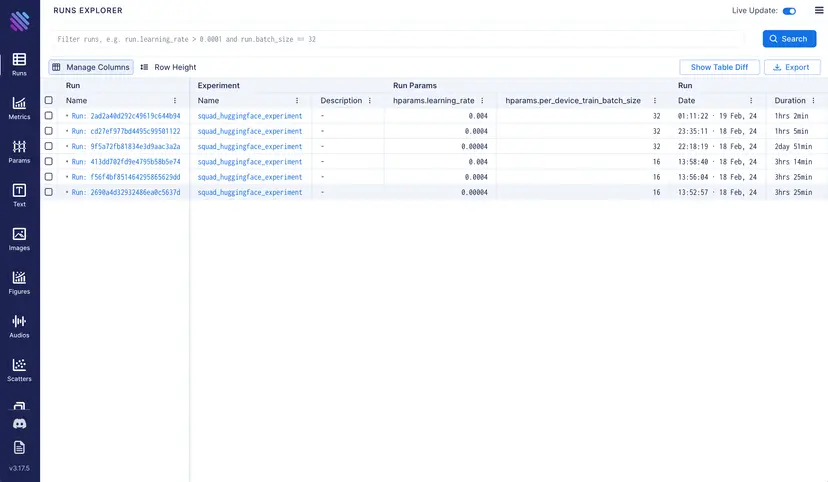 RUNS EXPLORER
Live Update:
Filter runs, e.g. run.learning_rate > 0.0001 and run.batch_size == 32
Search
Manage Columns Row Height Show Table Diff Export
Run Experiment Run Params Run
Name Name Description hparams.learning_rate hparams.per_device_train_batch_size Date Duration
Run: 2ad2a40d292c49619c644b94 squad_huggingface_experiment - 0.004 32 01:11:22 · 19 Feb, 24 1hrs 2min
Run: cd27ef977bd4495c99501122 squad_huggingface_experiment - 0.0004 32 23:35:11 · 18 Feb, 24 1hrs 5min
Run: 9f5a72fb81834e3d9aac3a2a squad_huggingface_experiment - 0.00004 32 22:18:19 · 18 Feb, 24 2day 51min
Run: 413dd702fd9e4795b58b5e74 squad_huggingface_experiment - 0.004 16 13:58:40 · 18 Feb, 24 3hrs 14min
Run: f56f4bf851464295865629dd squad_huggingface_experiment - 0.0004 16 13:56:04 · 18 Feb, 24 3hrs 25min
Run: 2690a4d32932486ea0c5637d squad_huggingface_experiment - 0.00004 16 13:52:57 · 18 Feb, 24 3hrs 25min
Runs
Metrics
Params
Text
Images
Figures
Audios
Scatters
v3.17.5